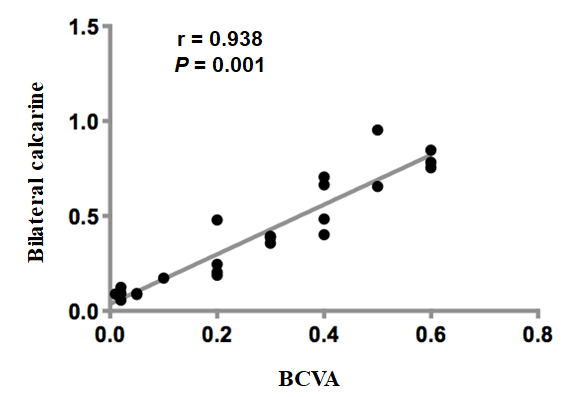 1.5
r = 0.938
P = 0.001
1.0
Bilateral calcarine
0.5
0.0
0.0 0.2 0.4 0.6 0.8
BCVA